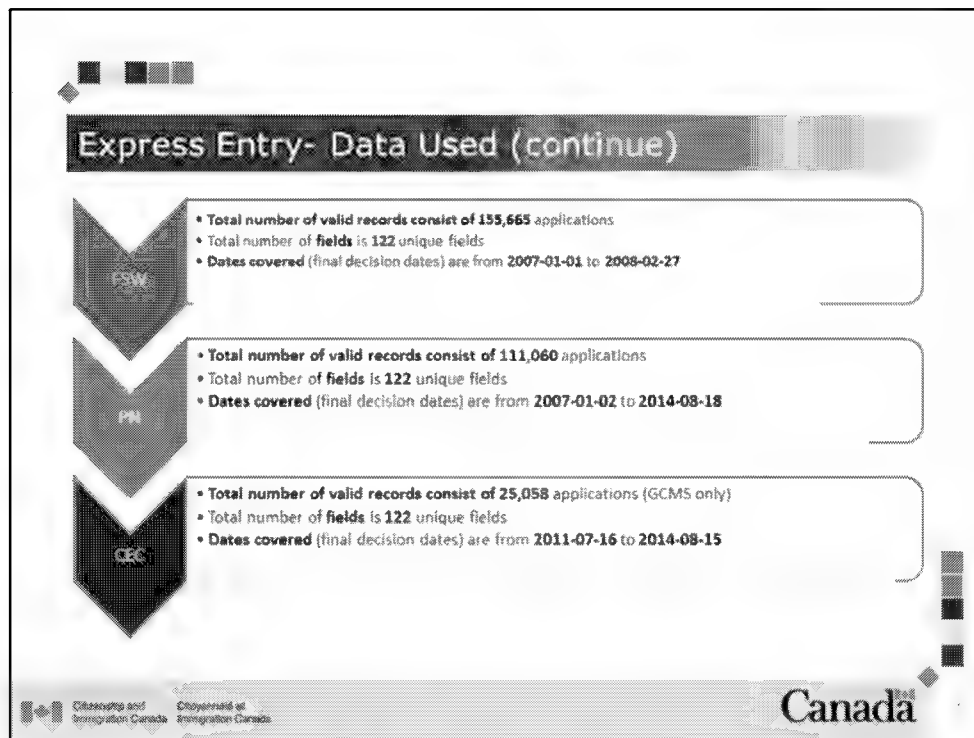 Express Entry- Data Used (continue)
FSW
• Total number of valid records consist of 155,665 applications
• Total number of fields is 122 unique fields
• Dates covered (final decision dates) are from 2007-01-01 to 2008-02-27
PN
• Total number of valid records consist of 111,060 applications
• Total number of fields is 122 unique fields
• Dates covered (final decision dates) are from 2007-01-02 to 2014-08-18
CEC
• Total number of valid records consist of 25,058 applications (GCMS only)
• Total number of fields is 122 unique fields
• Dates covered (final decision dates) are from 2011-07-16 to 2014-08-15
Citizenship and Immigration Canada
Citoyenneté et Immigration Canada
Canada